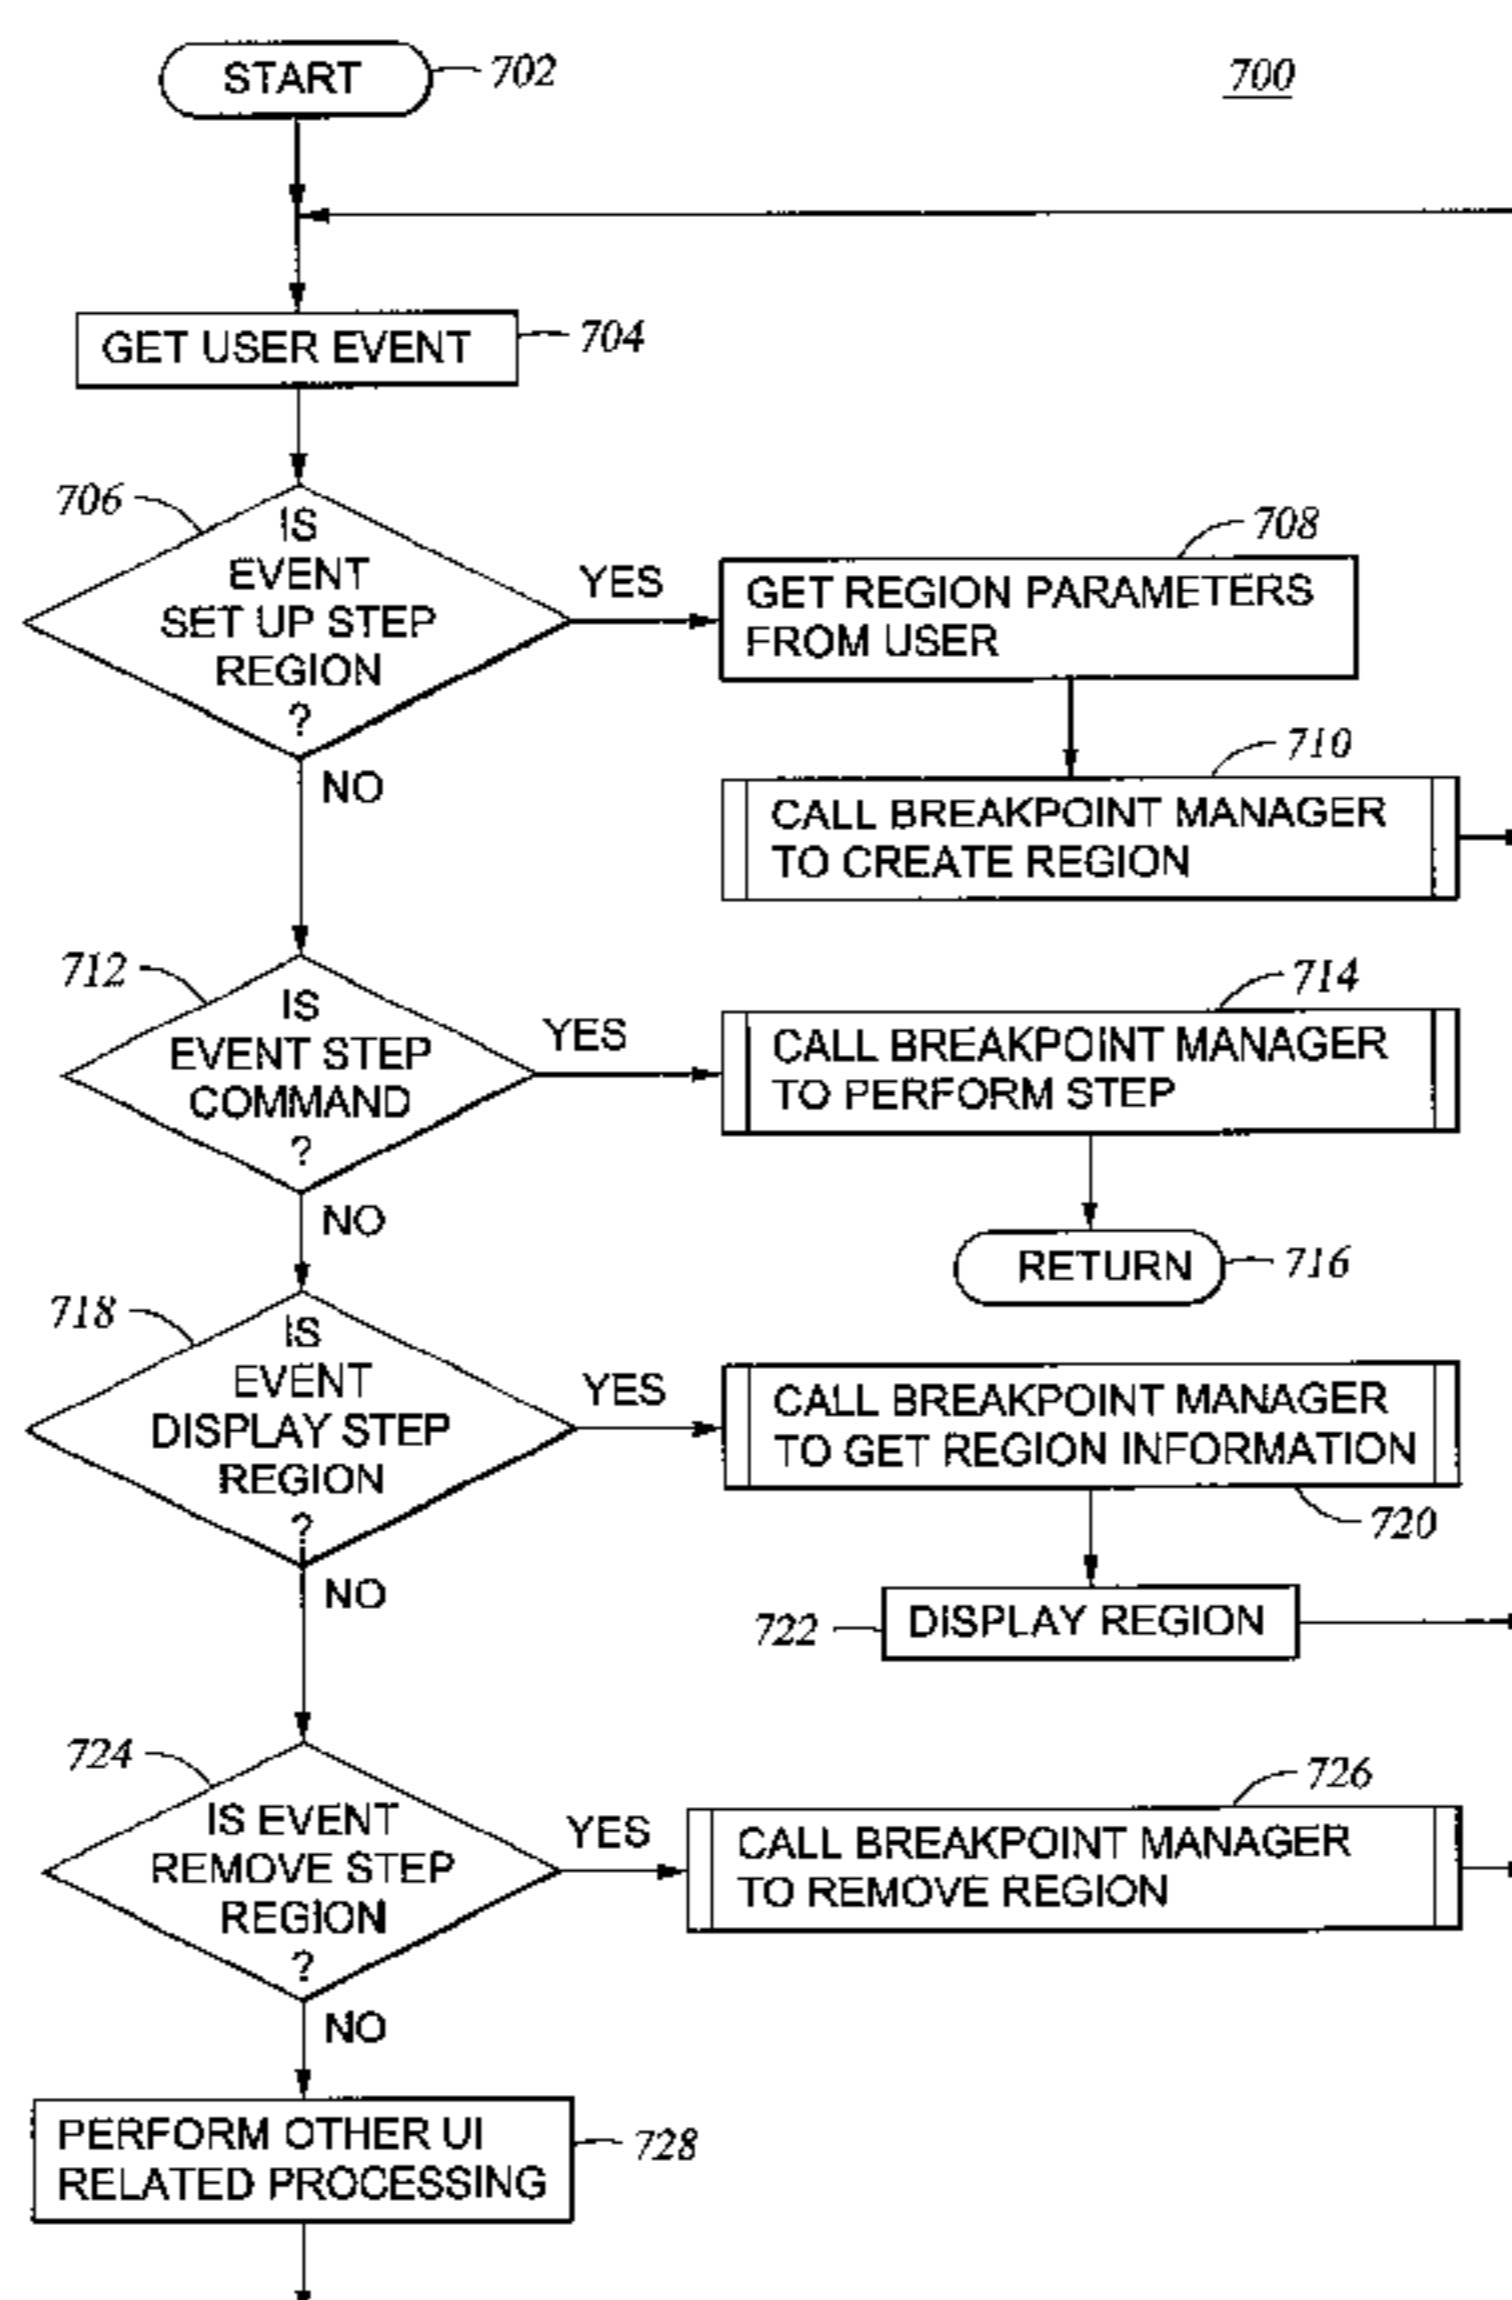 START
702
700
GET USER EVENT
704
706
IS
EVENT
SET UP STEP
REGION
?
YES
NO
708
GET REGION PARAMETERS
FROM USER
710
CALL BREAKPOINT MANAGER
TO CREATE REGION
712
IS
EVENT STEP
COMMAND
?
YES
NO
714
CALL BREAKPOINT MANAGER
TO PERFORM STEP
RETURN
716
718
IS
EVENT
DISPLAY STEP
REGION
?
YES
NO
CALL BREAKPOINT MANAGER
TO GET REGION INFORMATION
720
722
DISPLAY REGION
724
IS EVENT
REMOVE STEP
REGION
?
YES
NO
726
CALL BREAKPOINT MANAGER
TO REMOVE REGION
PERFORM OTHER UI
RELATED PROCESSING
728